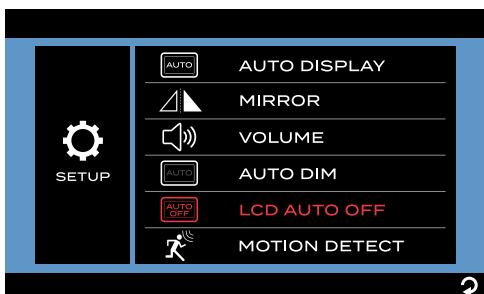 AUTO AUTO DISPLAY
MIRROR
VOLUME
SETUP
AUTO AUTO DIM
AUTO OFF LCD AUTO OFF
MOTION DETECT